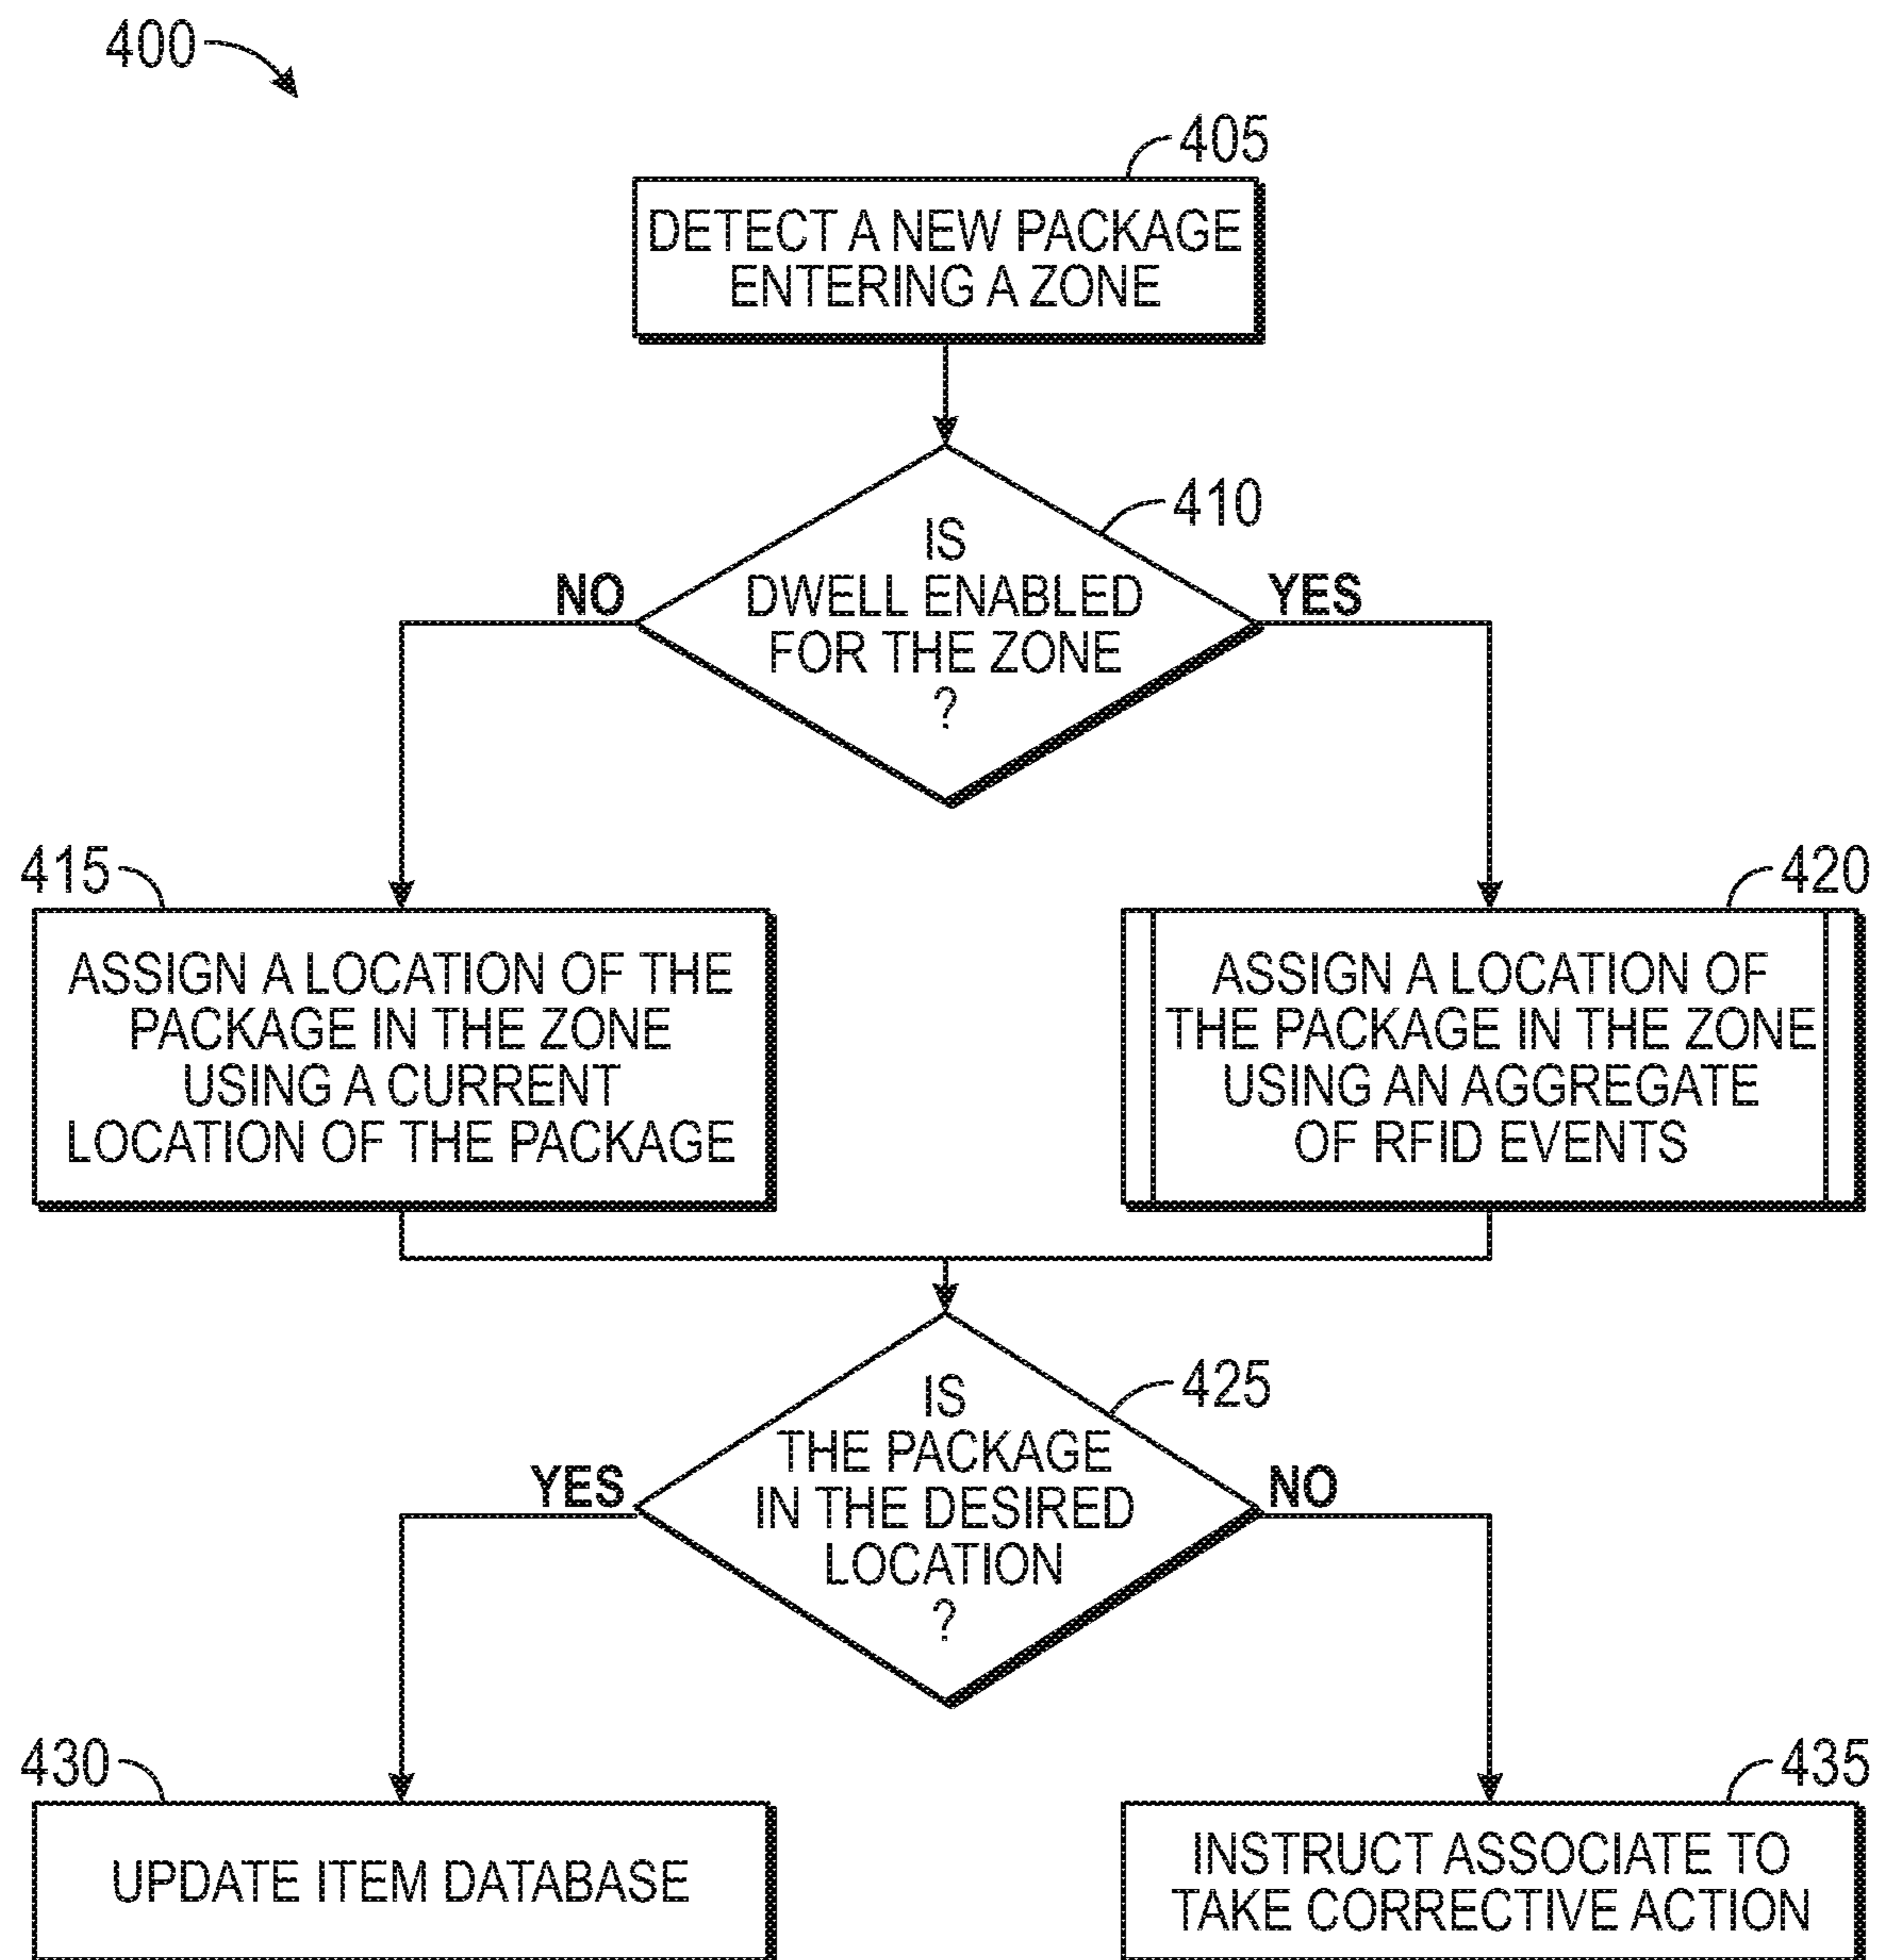 400
405
DETECT A NEW PACKAGE
ENTERING A ZONE
410
IS
DWELL ENABLED
FOR THE ZONE
?
NO
YES
415
ASSIGN A LOCATION OF THE
PACKAGE IN THE ZONE
USING A CURRENT
LOCATION OF THE PACKAGE
420
ASSIGN A LOCATION OF
THE PACKAGE IN THE ZONE
USING AN AGGREGATE
OF RFID EVENTS
425
IS
THE PACKAGE
IN THE DESIRED
LOCATION
?
YES
NO
430
UPDATE ITEM DATABASE
435
INSTRUCT ASSOCIATE TO
TAKE CORRECTIVE ACTION